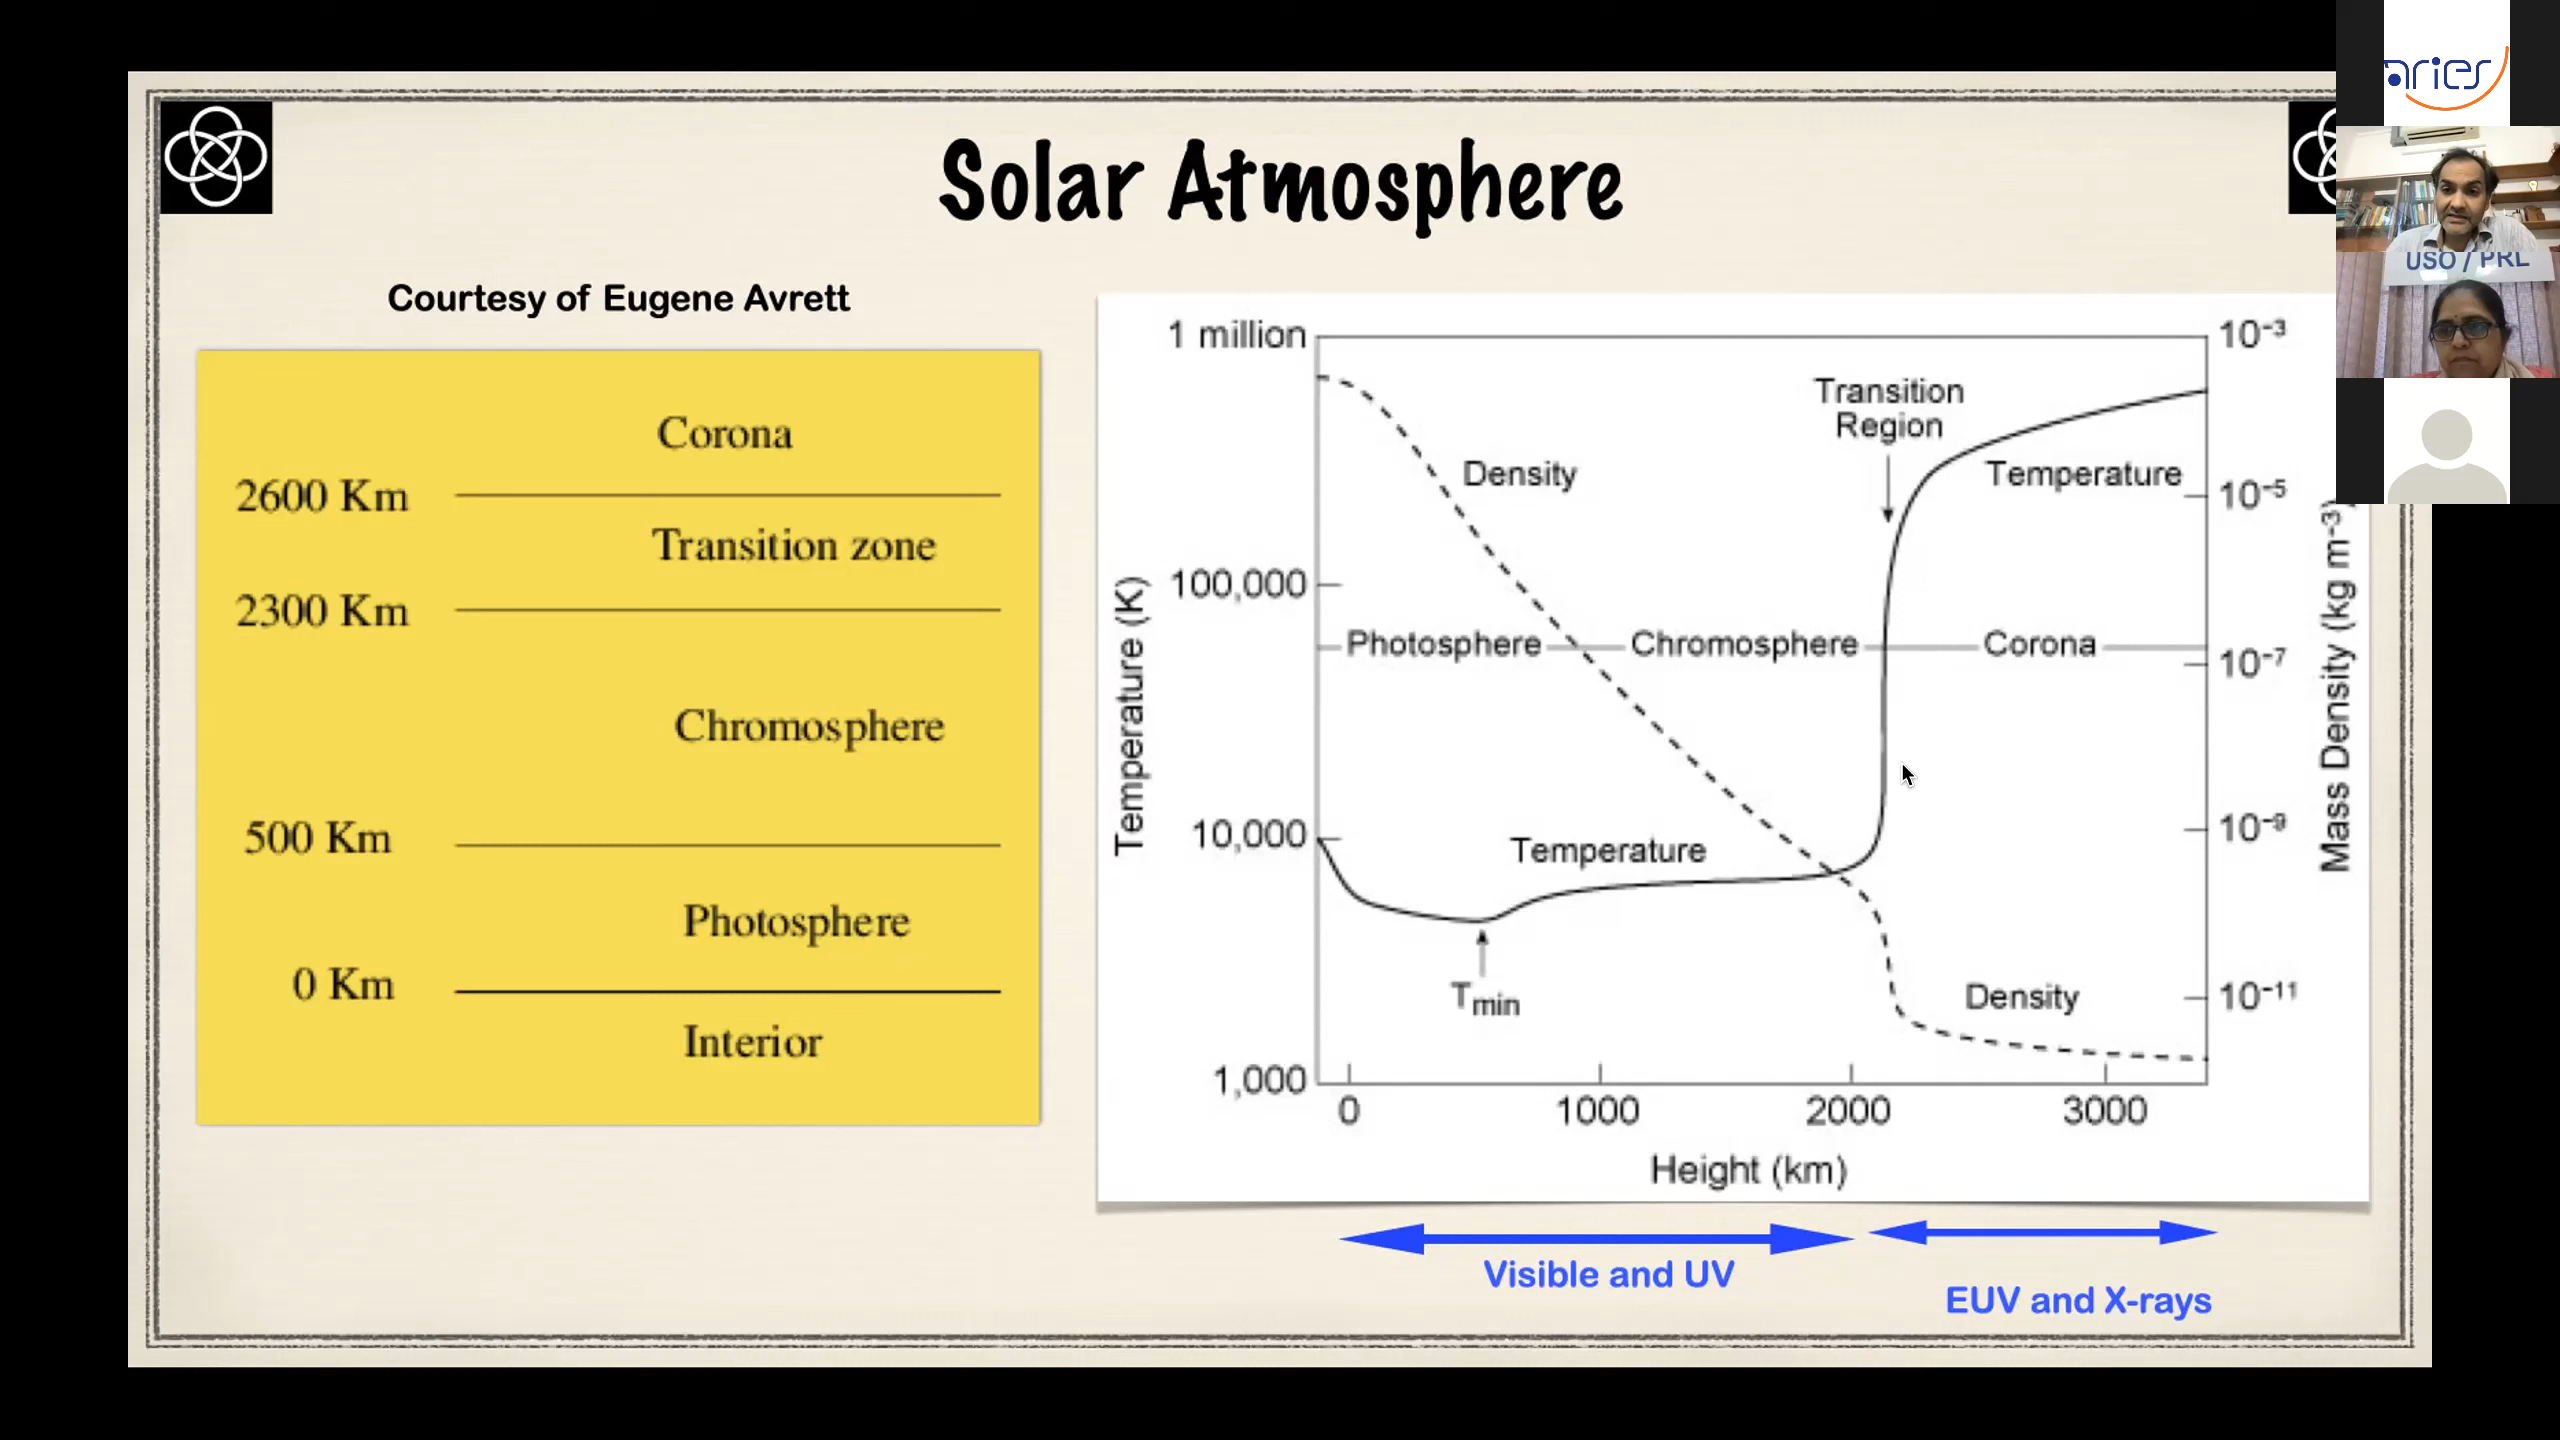 Solar Atmosphere
Courtesy of Eugene Avrett
Corona
2600 Km
Transition zone
2300 Km
Chromosphere
500 Km
Photosphere
0 Km
Interior
1 million
100,000
10,000
1,000
Temperature (K)
Density
Transition
Region
Temperature
Photosphere
Chromosphere
Corona
Temperature
Tmin
Density
10⁻³
10⁻⁵
10⁻⁷
10⁻⁹
10⁻¹¹
Mass Density (kg m⁻³)
0
1000
2000
3000
Height (km)
Visible and UV
EUV and X-rays
aries
USO / PRL